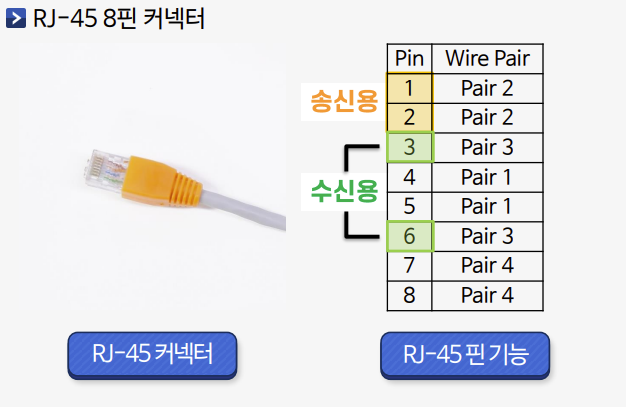 RJ-45 8핀 커넥터
Pin Wire Pair
1 Pair 2
2 Pair 2
3 Pair 3
4 Pair 1
5 Pair 1
6 Pair 3
7 Pair 4
8 Pair 4
송신용
수신용
RJ-45 커넥터
RJ-45 핀 기능